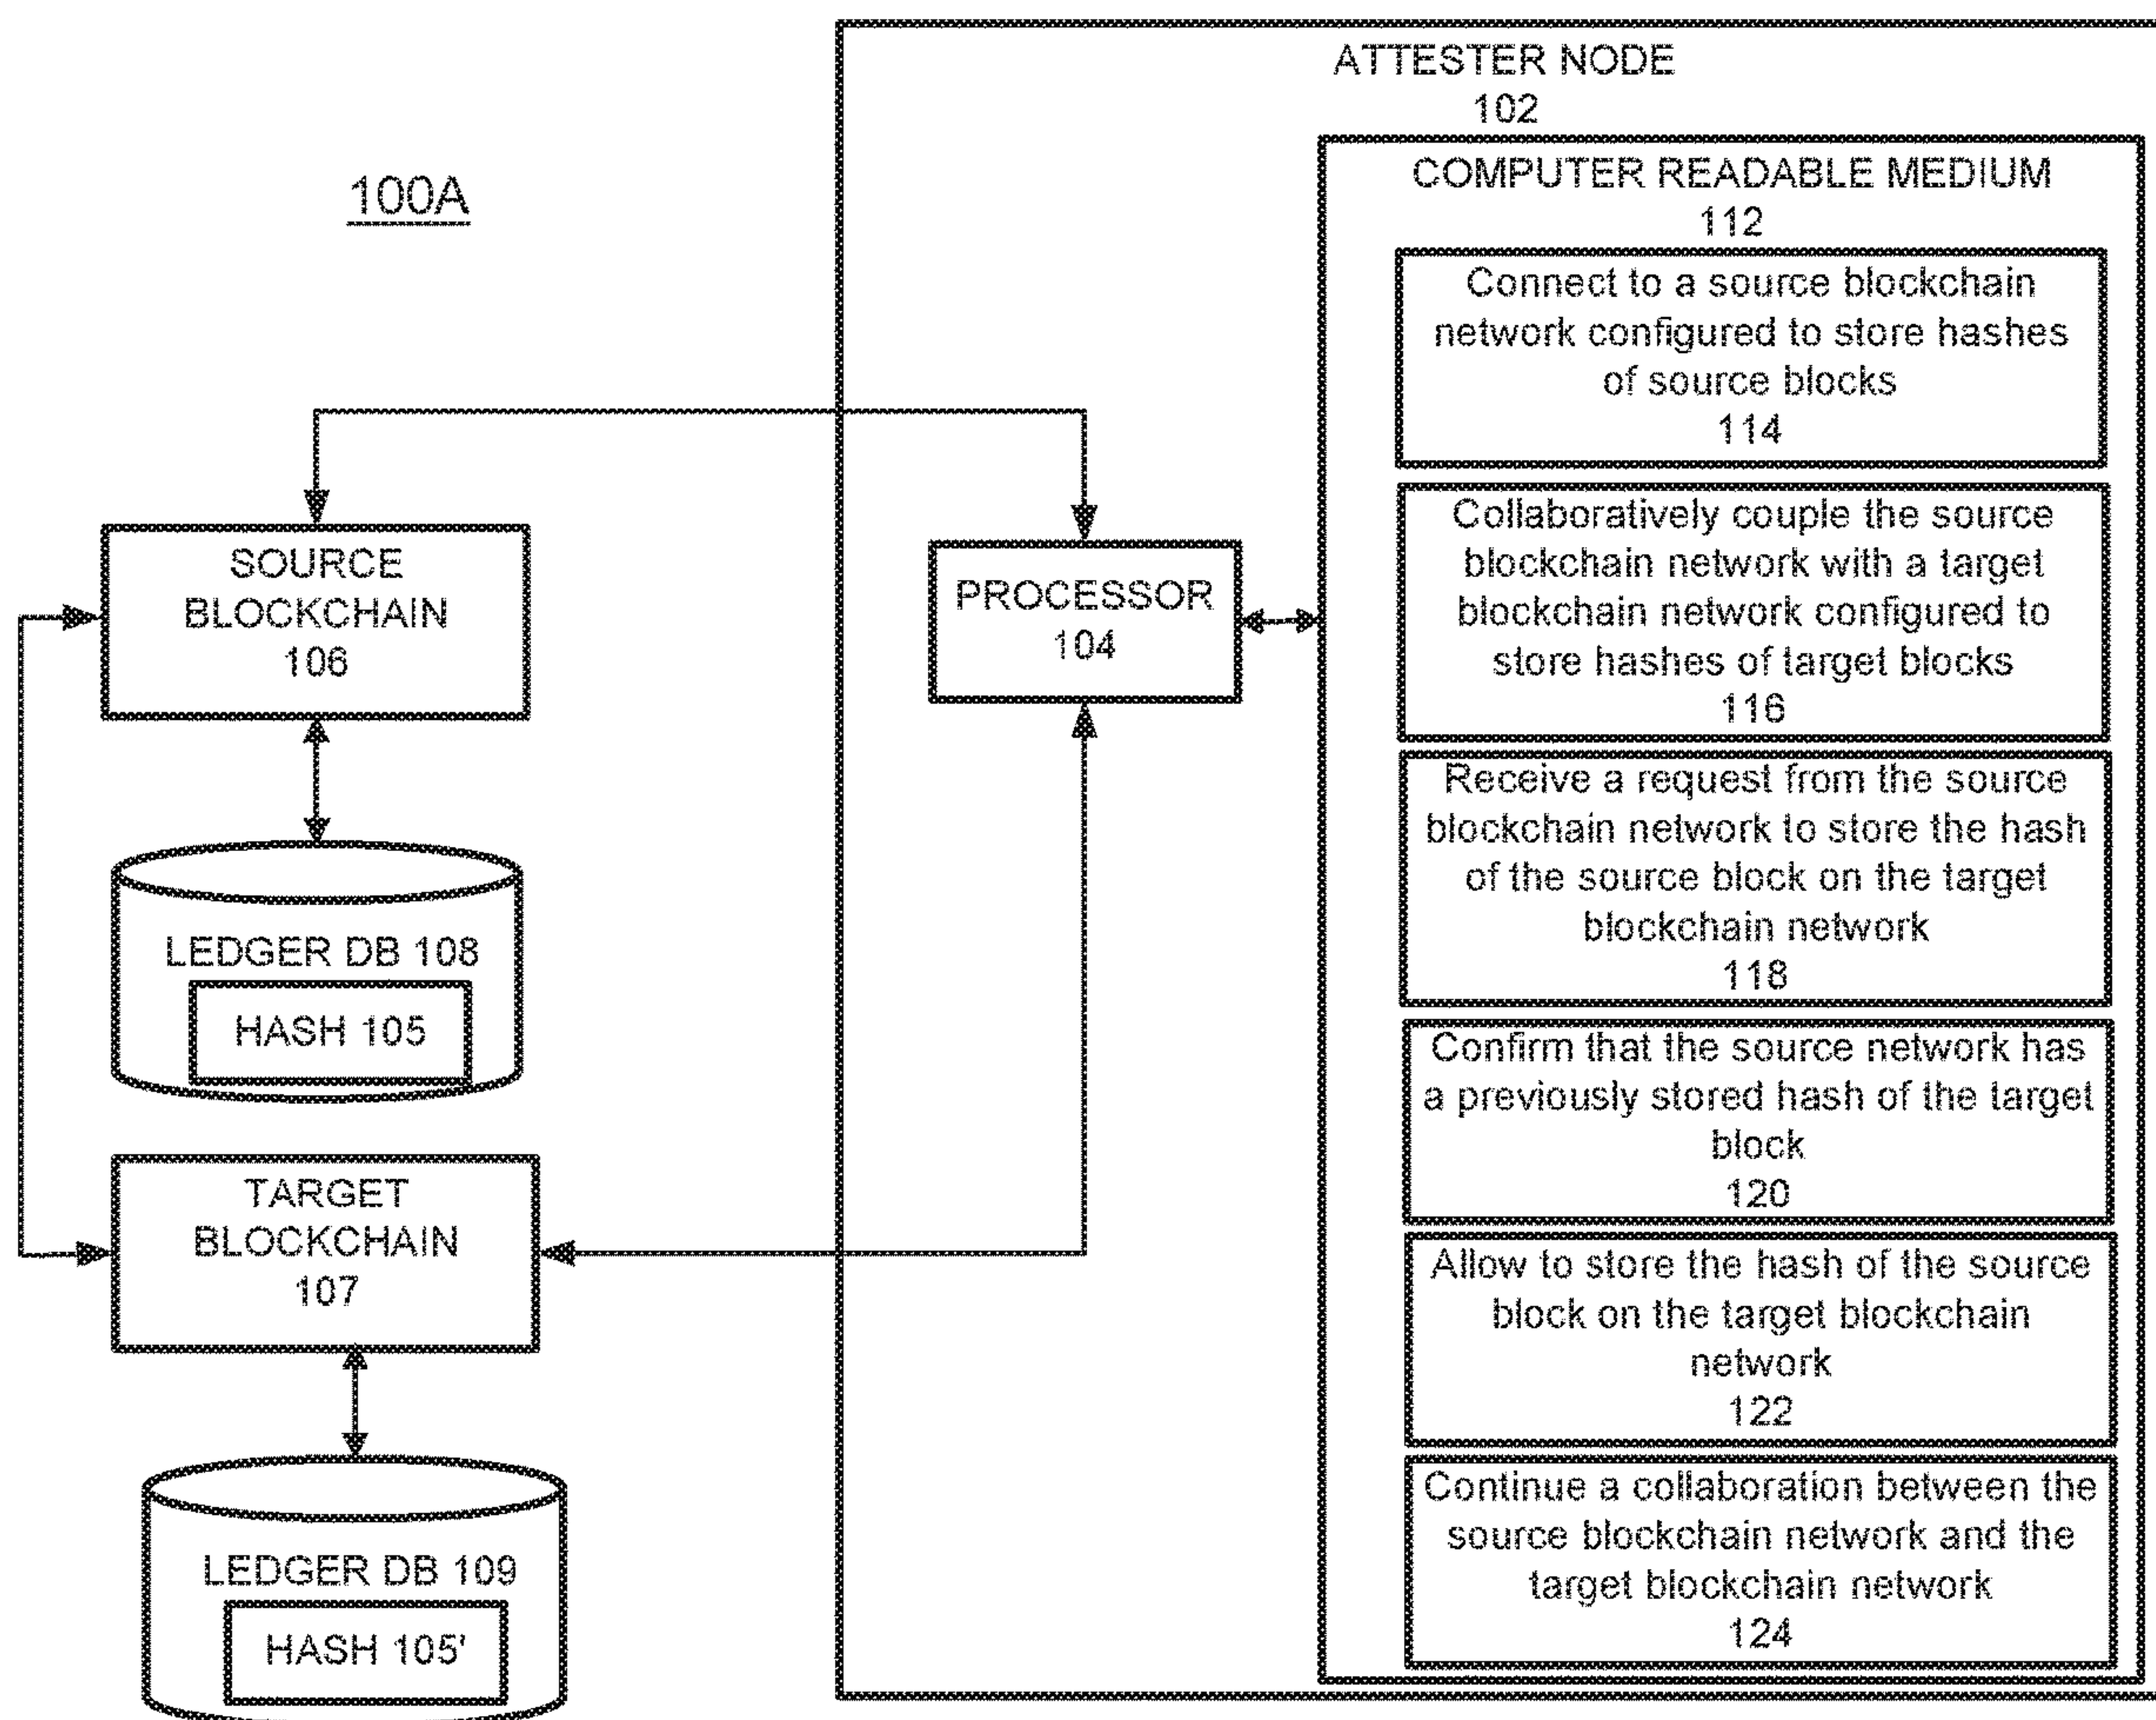 100A
SOURCE
BLOCKCHAIN
106
LEDGER DB 108
HASH 105
TARGET
BLOCKCHAIN
107
LEDGER DB 109
HASH 105'
ATTESTER NODE
102
PROCESSOR
104
COMPUTER READABLE MEDIUM
112
Connect to a source blockchain
network configured to store hashes
of source blocks
114
Collaboratively couple the source
blockchain network with a target
blockchain network configured to
store hashes of target blocks
116
Receive a request from the source
blockchain network to store the hash
of the source block on the target
blockchain network
118
Confirm that the source network has
a previously stored hash of the target
block
120
Allow to store the hash of the source
block on the target blockchain
network
122
Continue a collaboration between the
source blockchain network and the
target blockchain network
124